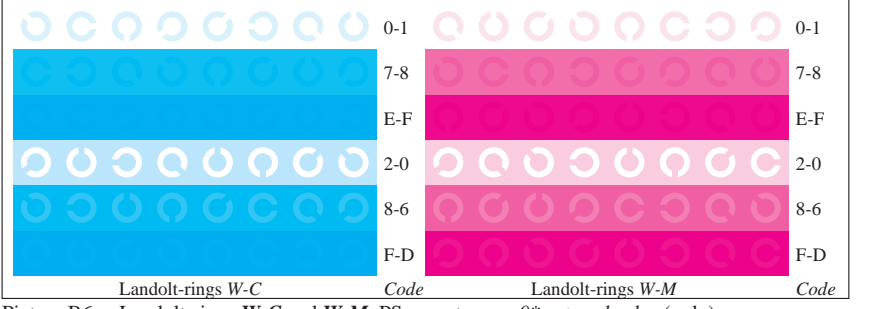 0-1 0-1
7-8 7-8
E-F E-F
2-0 2-0
8-6 8-6
F-D F-D
Landolt-rings W-C Code Landolt-rings W-M Code